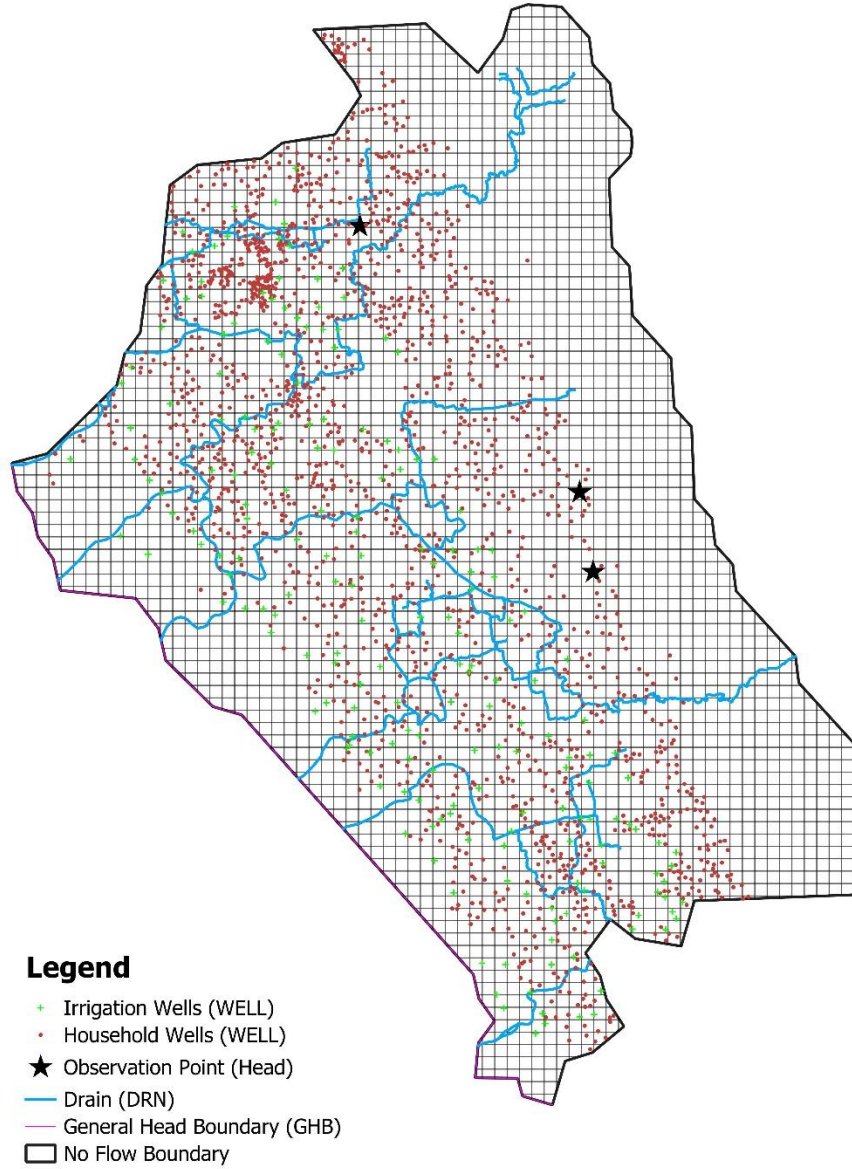 Legend
Irrigation Wells (WELL)
Household Wells (WELL)
Observation Point (Head)
Drain (DRN)
General Head Boundary (GHB)
No Flow Boundary